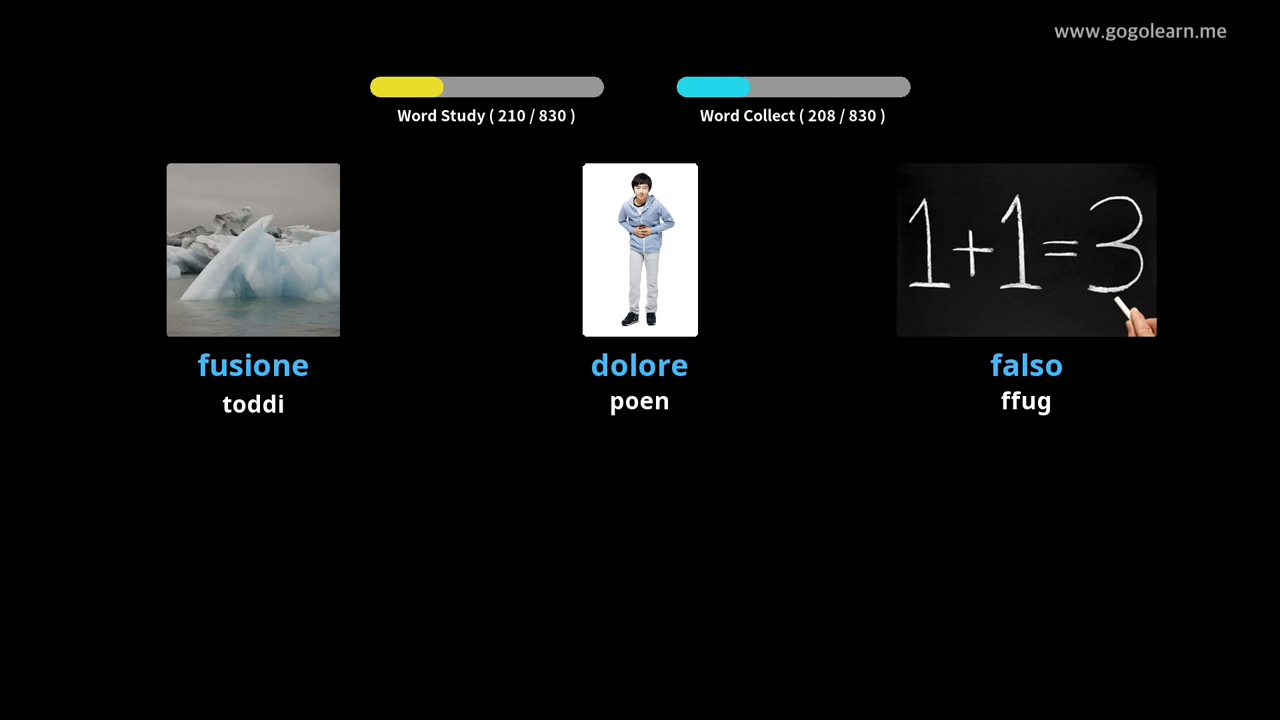 www.gogolearn.me
Word Study ( 210 / 830 )
Word Collect ( 208 / 830 )
1+1=3
fusione
dolore
falso
toddi
poen
ffug